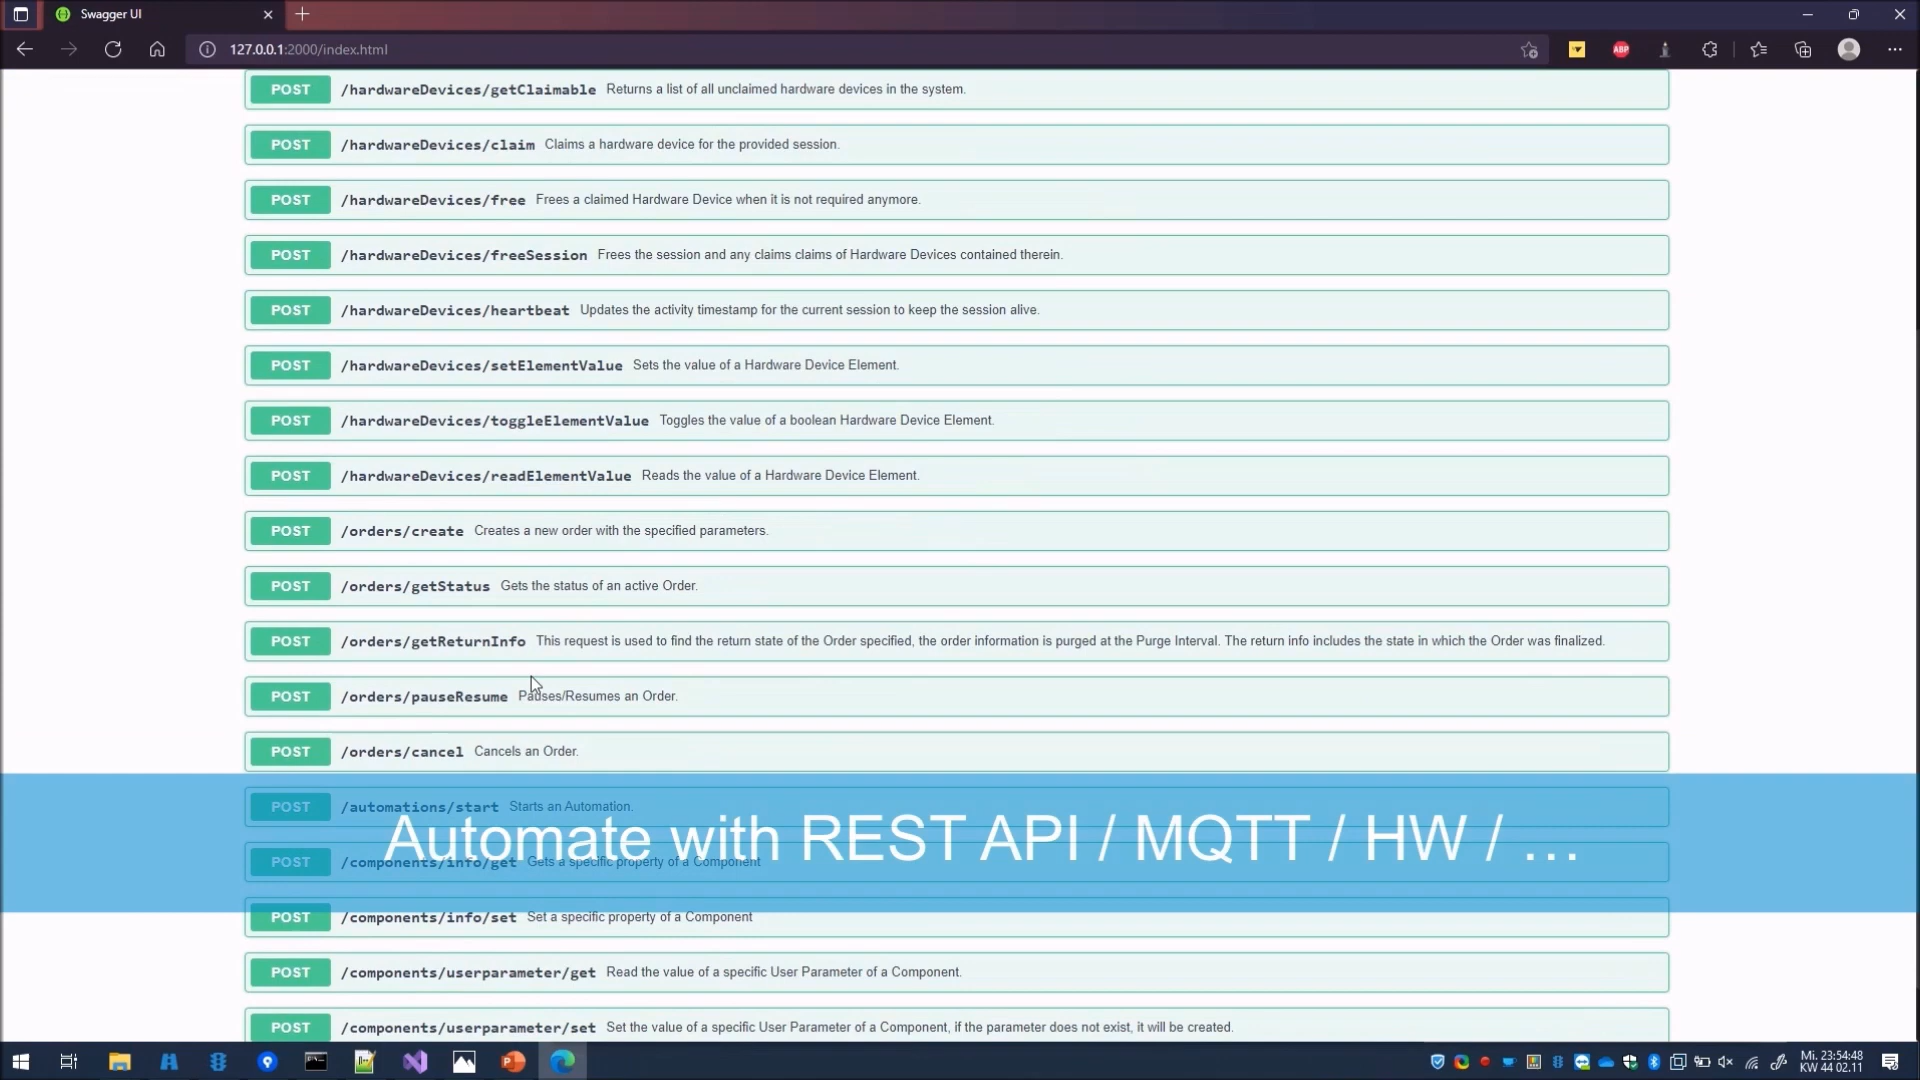 Swagger UI
127.0.0.1:2000/index.html
ABP
POST /hardwareDevices/getClaimable Returns a list of all unclaimed hardware devices in the system.
POST /hardwareDevices/claim Claims a hardware device for the provided session.
POST /hardwareDevices/free Frees a claimed Hardware Device when it is not required anymore.
POST /hardwareDevices/freeSession Frees the session and any claims claims of Hardware Devices contained therein.
POST /hardwareDevices/heartbeat Updates the activity timestamp for the current session to keep the session alive.
POST /hardwareDevices/setElementValue Sets the value of a Hardware Device Element.
POST /hardwareDevices/toggleElementValue Toggles the value of a boolean Hardware Device Element.
POST /hardwareDevices/readElementValue Reads the value of a Hardware Device Element.
POST /orders/create Creates a new order with the specified parameters.
POST /orders/getStatus Gets the status of an active Order.
POST /orders/getReturnInfo This request is used to find the return state of the Order specified, the order information is purged at the Purge Interval. The return info includes the state in which the Order was finalized.
POST /orders/pauseResume Pauses/Resumes an Order.
POST /orders/cancel Cancels an Order.
POST /automations/start Starts an Automation.
Automate with REST API / MQTT / HW / ...
POST /components/info/get Gets a specific property of a Component
POST /components/info/set Set a specific property of a Component
POST /components/userparameter/get Read the value of a specific User Parameter of a Component.
POST /components/userparameter/set Set the value of a specific User Parameter of a Component, if the parameter does not exist, it will be created.
Mi. 23:54:48
KW 44 02.11